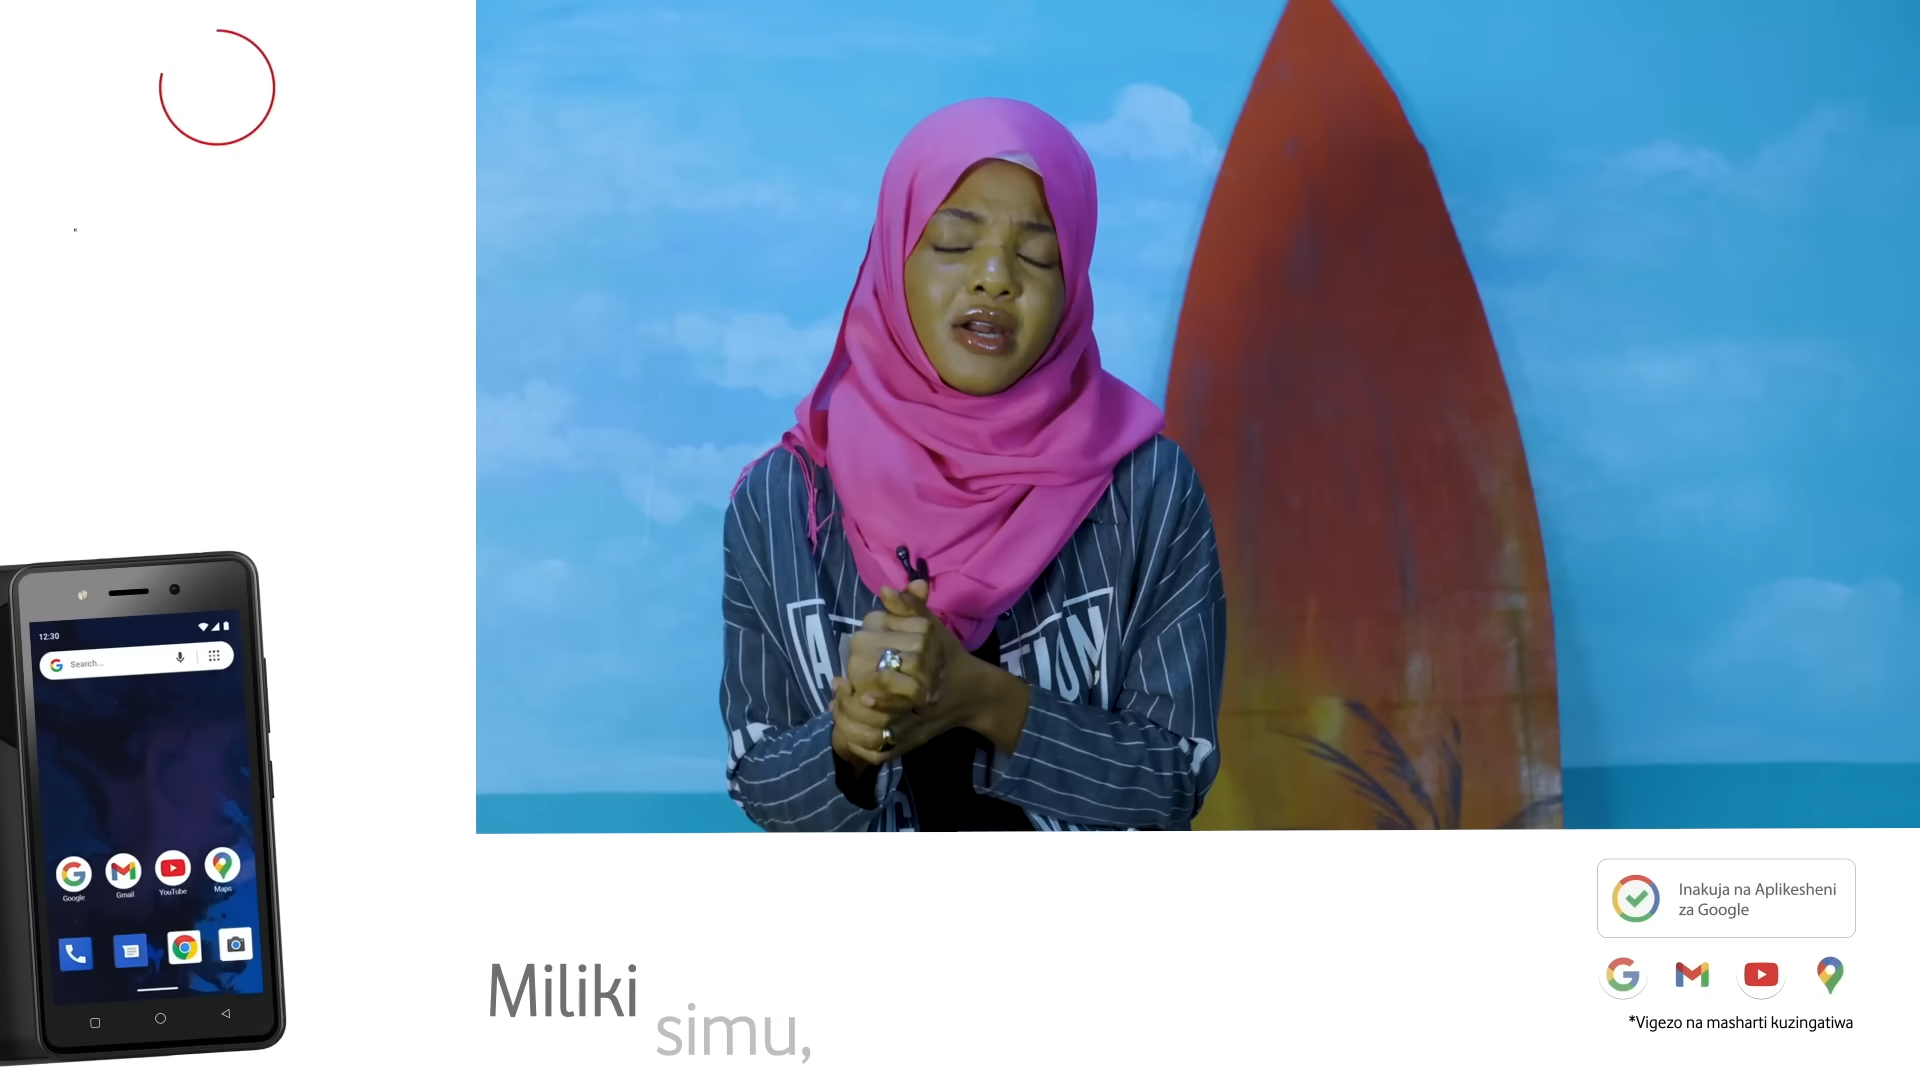 12:30
Search...
Google
Gmail
YouTube
Maps
Miliki
simu,
Inakuja na Aplikesheni
za Google
*Vigezo na masharti kuzingatiwa